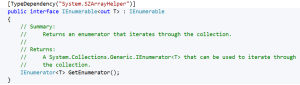 [TypeDependency("System.SZArrayHelper")]
public interface IEnumerable<out T> : IEnumerable
{
// Summary:
//     Returns an enumerator that iterates through the collection.
//
// Returns:
//     A System.Collections.Generic.IEnumerator<T> that can be used to iterate through
//     the collection.
IEnumerator<T> GetEnumerator();
}